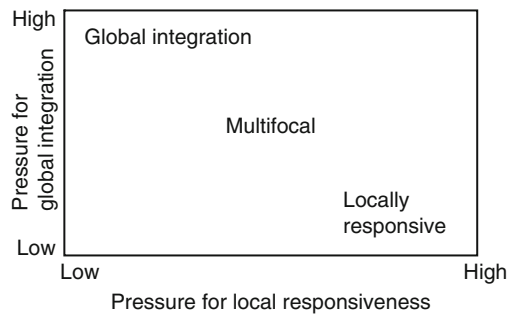 High
Global integration
Pressure for
global integration
Multifocal
Locally
responsive
Low
Low
High
Pressure for local responsiveness